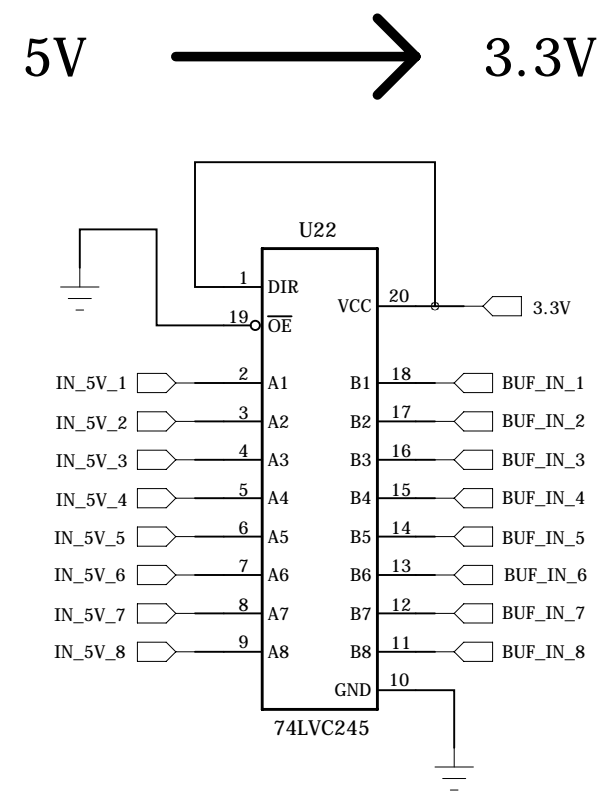 5V 3.3V
U22
1 DIR
VCC 20 3.3V
19 OE
IN_5V_1 2 A1 B1 18 BUF_IN_1
IN_5V_2 3 A2 B2 17 BUF_IN_2
IN_5V_3 4 A3 B3 16 BUF_IN_3
IN_5V_4 5 A4 B4 15 BUF_IN_4
IN_5V_5 6 A5 B5 14 BUF_IN_5
IN_5V_6 7 A6 B6 13 BUF_IN_6
IN_5V_7 8 A7 B7 12 BUF_IN_7
IN_5V_8 9 A8 B8 11 BUF_IN_8
GND 10
74LVC245